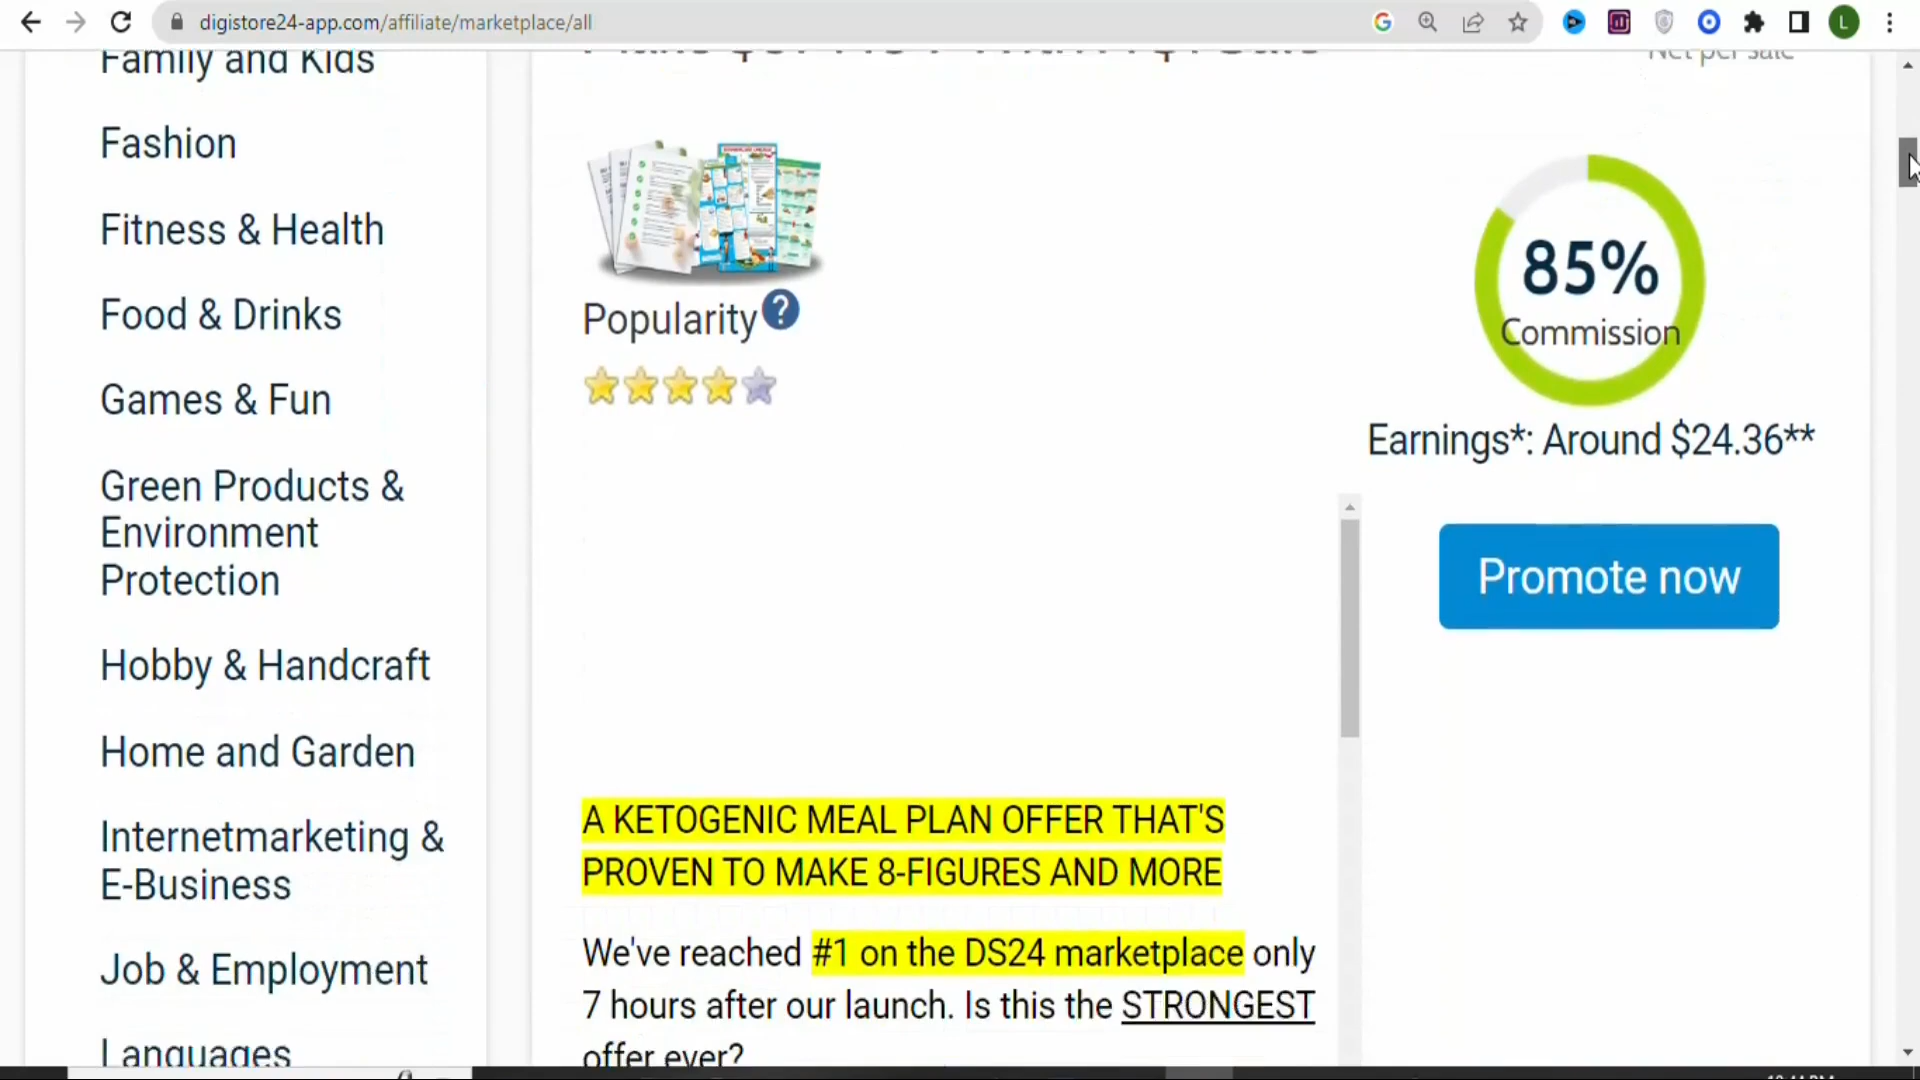 digistore24-app.com/affiliate/marketplace/all
L
Family and Kids
Fashion
Fitness & Health
Food & Drinks
Games & Fun
Green Products &
Environment
Protection
Hobby & Handcraft
Home and Garden
Internetmarketing &
E-Business
Job & Employment
Languages
Net per sale
Popularity ?
85%
Commission
Earnings*: Around $24.36**
Promote now
A KETOGENIC MEAL PLAN OFFER THAT'S
PROVEN TO MAKE 8-FIGURES AND MORE
We've reached #1 on the DS24 marketplace only
7 hours after our launch. Is this the STRONGEST
offer ever?